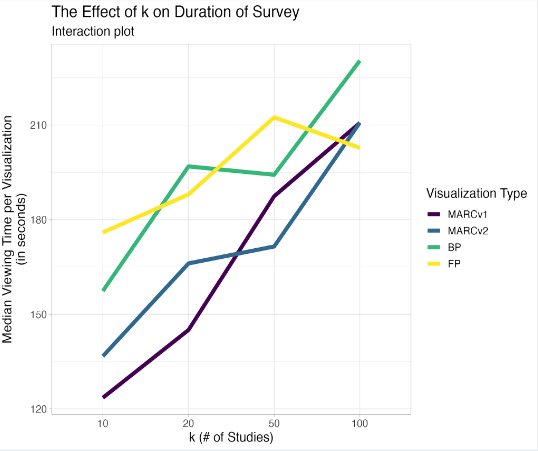 The Effect of k on Duration of Survey
Interaction plot
Median Viewing Time per Visualization
(in seconds)
210
180
150
120
10 20 50 100
k (# of Studies)
Visualization Type
MARCv1
MARCv2
BP
FP